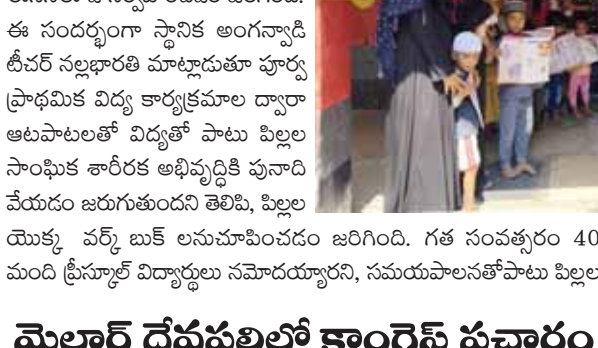 ఈ సందర్భంగా స్థానిక అంగన్వాడి
టీచర్ నల్లభారతి మాట్లాడుతూ పూర్వ
ప్రాథమిక విద్య కార్యక్రమాల ద్వారా
ఆటపాటలతో విద్యతో పాటు పిల్లల
సాంఘిక శారీరక అభివృద్ధికి పునాది
వేయడం జరుగుతుందని తెలిపి, పిల్లల
యొక్క వర్క్ బుక్ లనుచూపించడం జరిగింది. గత సంవత్సరం 40
మంది ప్రీస్కూల్ విద్యార్థులు నమోదయ్యారని, సమయపాలనతోపాటు పిల్లల
మైలార్ దేవపల్లిలో కాంగ్రెస్ ప్రచారం